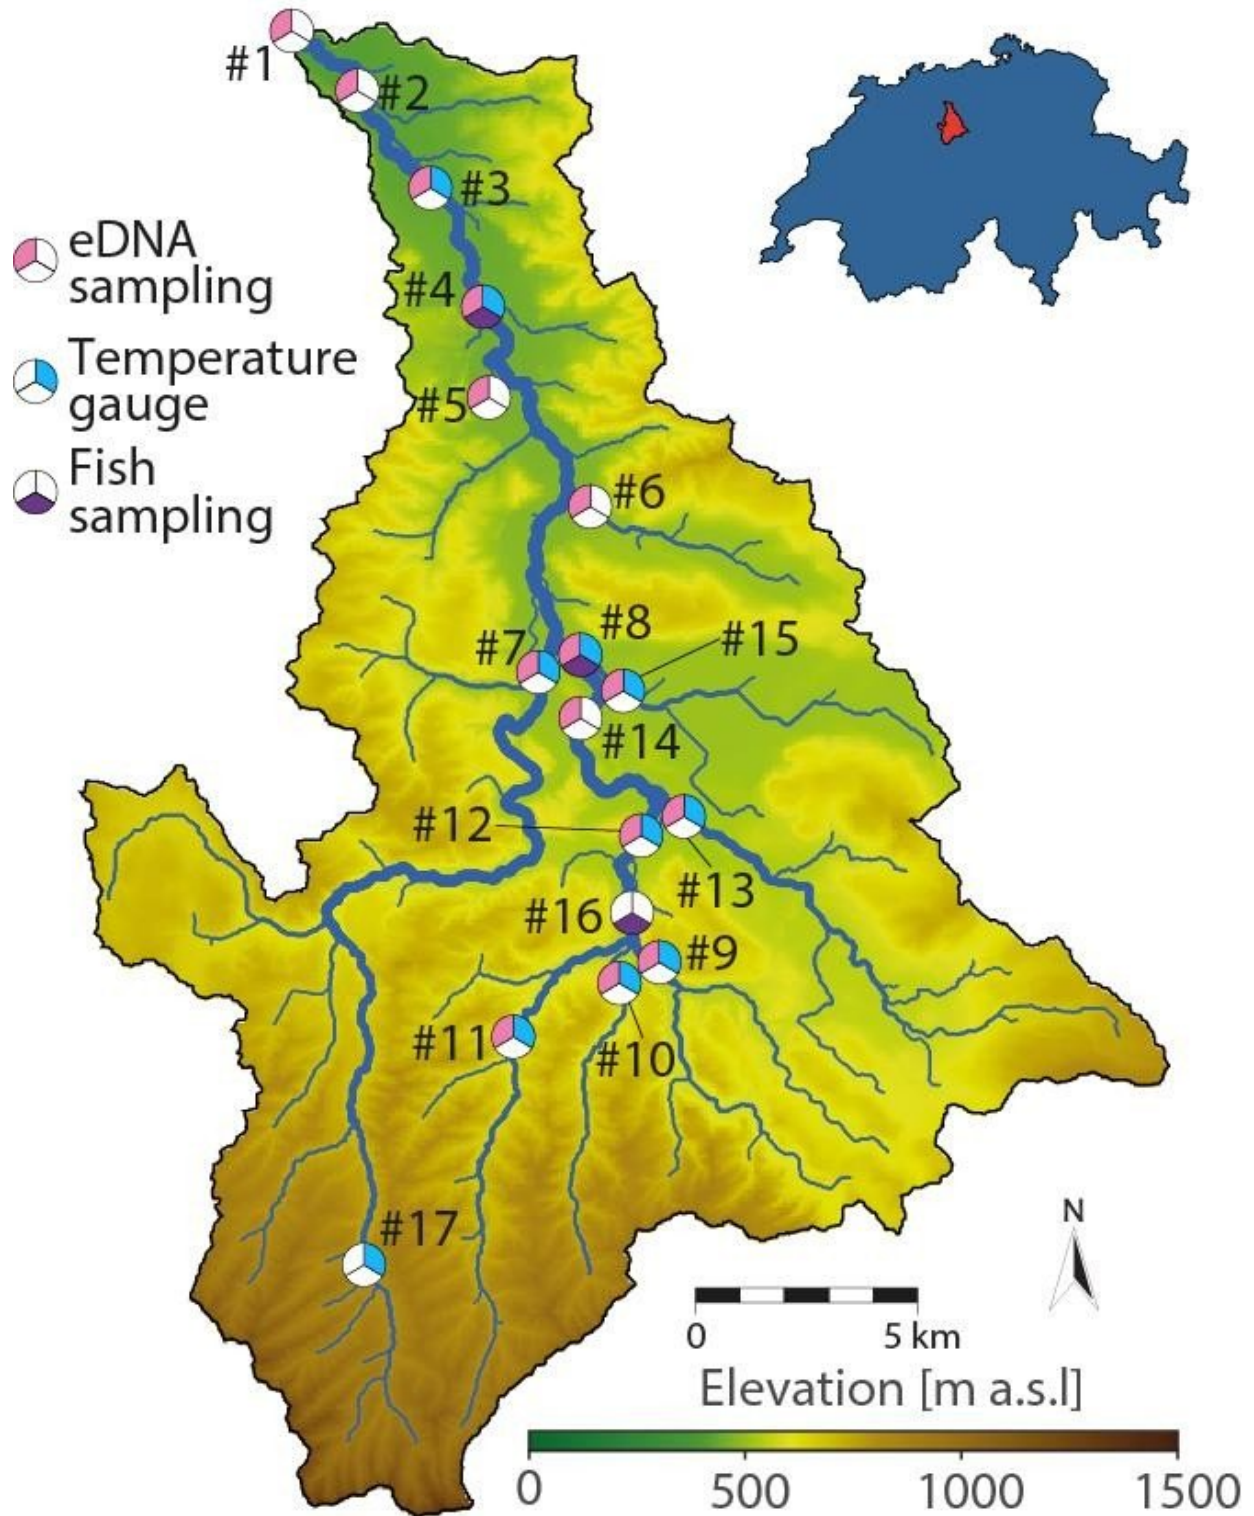 #1
#2
#3
eDNA
sampling
#4
Temperature
gauge
#5
Fish
sampling
#6
#8
#7
#15
#14
#12
#13
#16
#9
#11
#10
#17
N
0
5 km
Elevation [m a.s.l]
0
500
1000
1500